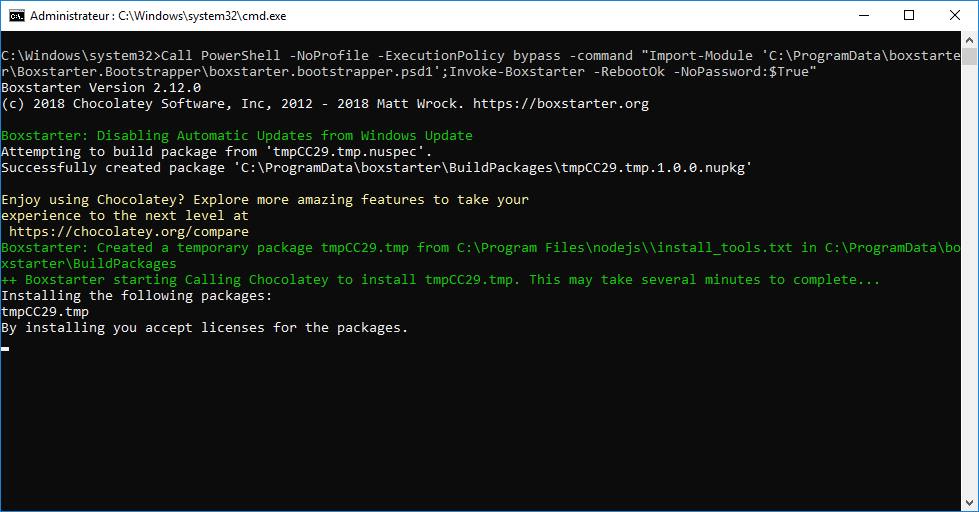 Administrateur : C:\Windows\system32\cmd.exe
C:\Windows\system32>Call PowerShell -NoProfile -ExecutionPolicy bypass -command "Import-Module 'C:\ProgramData\boxstarte
r\Boxstarter.Bootstrapper\boxstarter.bootstrapper.psd1';Invoke-Boxstarter -RebootOk -NoPassword:$True"
Boxstarter Version 2.12.0
(c) 2018 Chocolatey Software, Inc, 2012 - 2018 Matt Wrock. https://boxstarter.org
Boxstarter: Disabling Automatic Updates from Windows Update
Attempting to build package from 'tmpCC29.tmp.nuspec'.
Successfully created package 'C:\ProgramData\boxstarter\BuildPackages\tmpCC29.tmp.1.0.0.nupkg'
Enjoy using Chocolatey? Explore more amazing features to take your
experience to the next level at
https://chocolatey.org/compare
Boxstarter: Created a temporary package tmpCC29.tmp from C:\Program Files\nodejs\\install_tools.txt in C:\ProgramData\bo
xstarter\BuildPackages
++ Boxstarter starting Calling Chocolatey to install tmpCC29.tmp. This may take several minutes to complete...
Installing the following packages:
tmpCC29.tmp
By installing you accept licenses for the packages.